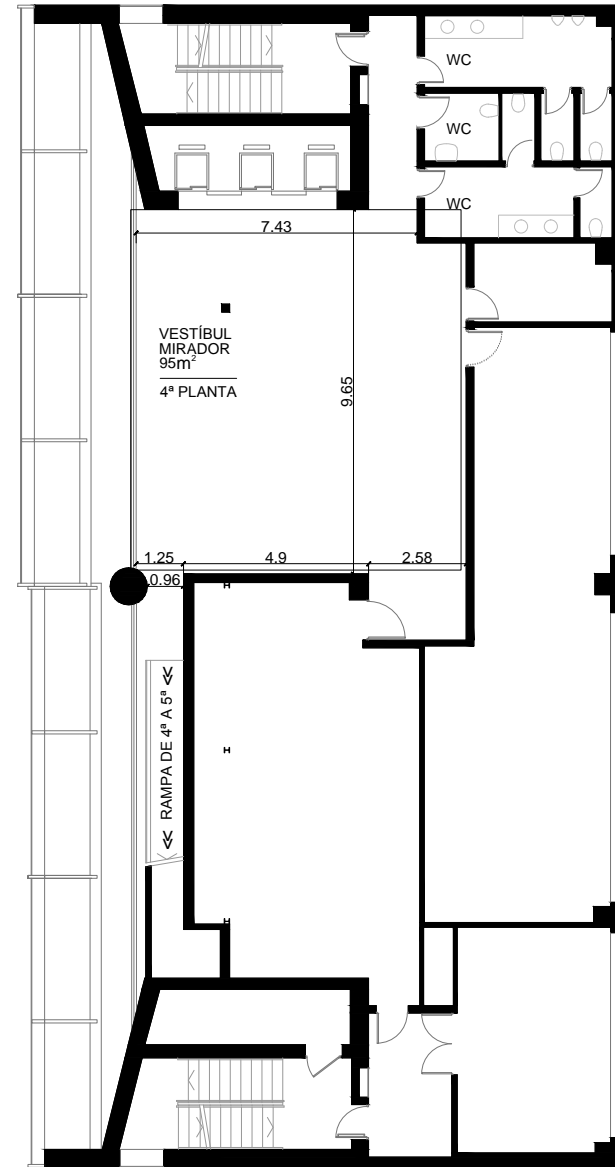 WC
WC
WC
7.43
VESTÍBUL
MIRADOR
95m²
4ª PLANTA
9.65
1.25
4.9
2.58
0.96
<< RAMPA DE 4ª A 5ª <<